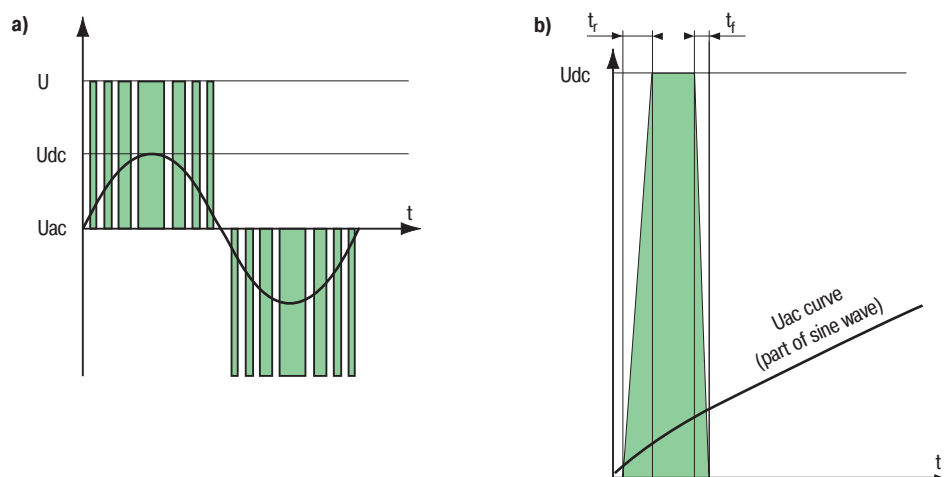 a)
U
Udc
Uac
t
b)
tr
tf
Udc
Uac curve
(part of sine wave)
t